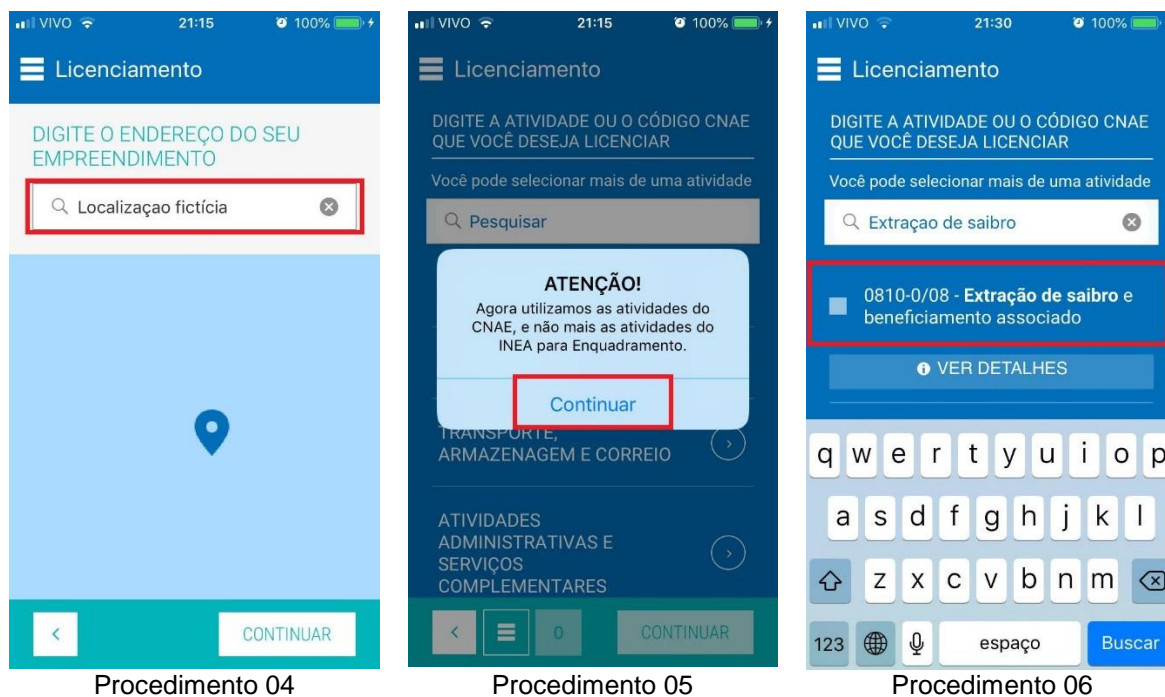 VIVO 21:15 100%
Licenciamento
DIGITE O ENDEREÇO DO SEU
EMPREENDIMENTO
Localizaçao fictícia
CONTINUAR
Procedimento 04
VIVO 21:15 100%
Licenciamento
DIGITE A ATIVIDADE OU O CÓDIGO CNAE
QUE VOCÊ DESEJA LICENCIAR
Você pode selecionar mais de uma atividade
Pesquisar
ATENÇÃO!
Agora utilizamos as atividades do
CNAE, e não mais as atividades do
INEA para Enquadramento.
Continuar
TRANSPORTE,
ARMAZENAGEM E CORREIO
ATIVIDADES
ADMINISTRATIVAS E
SERVIÇOS
COMPLEMENTARES
0 CONTINUAR
Procedimento 05
VIVO 21:30 100%
Licenciamento
DIGITE A ATIVIDADE OU O CÓDIGO CNAE
QUE VOCÊ DESEJA LICENCIAR
Você pode selecionar mais de uma atividade
Extraçao de saibro
0810-0/08 - Extração de saibro e
beneficiamento associado
VER DETALHES
q w e r t y u i o p
a s d f g h j k l
z x c v b n m
123 espaço Buscar
Procedimento 06